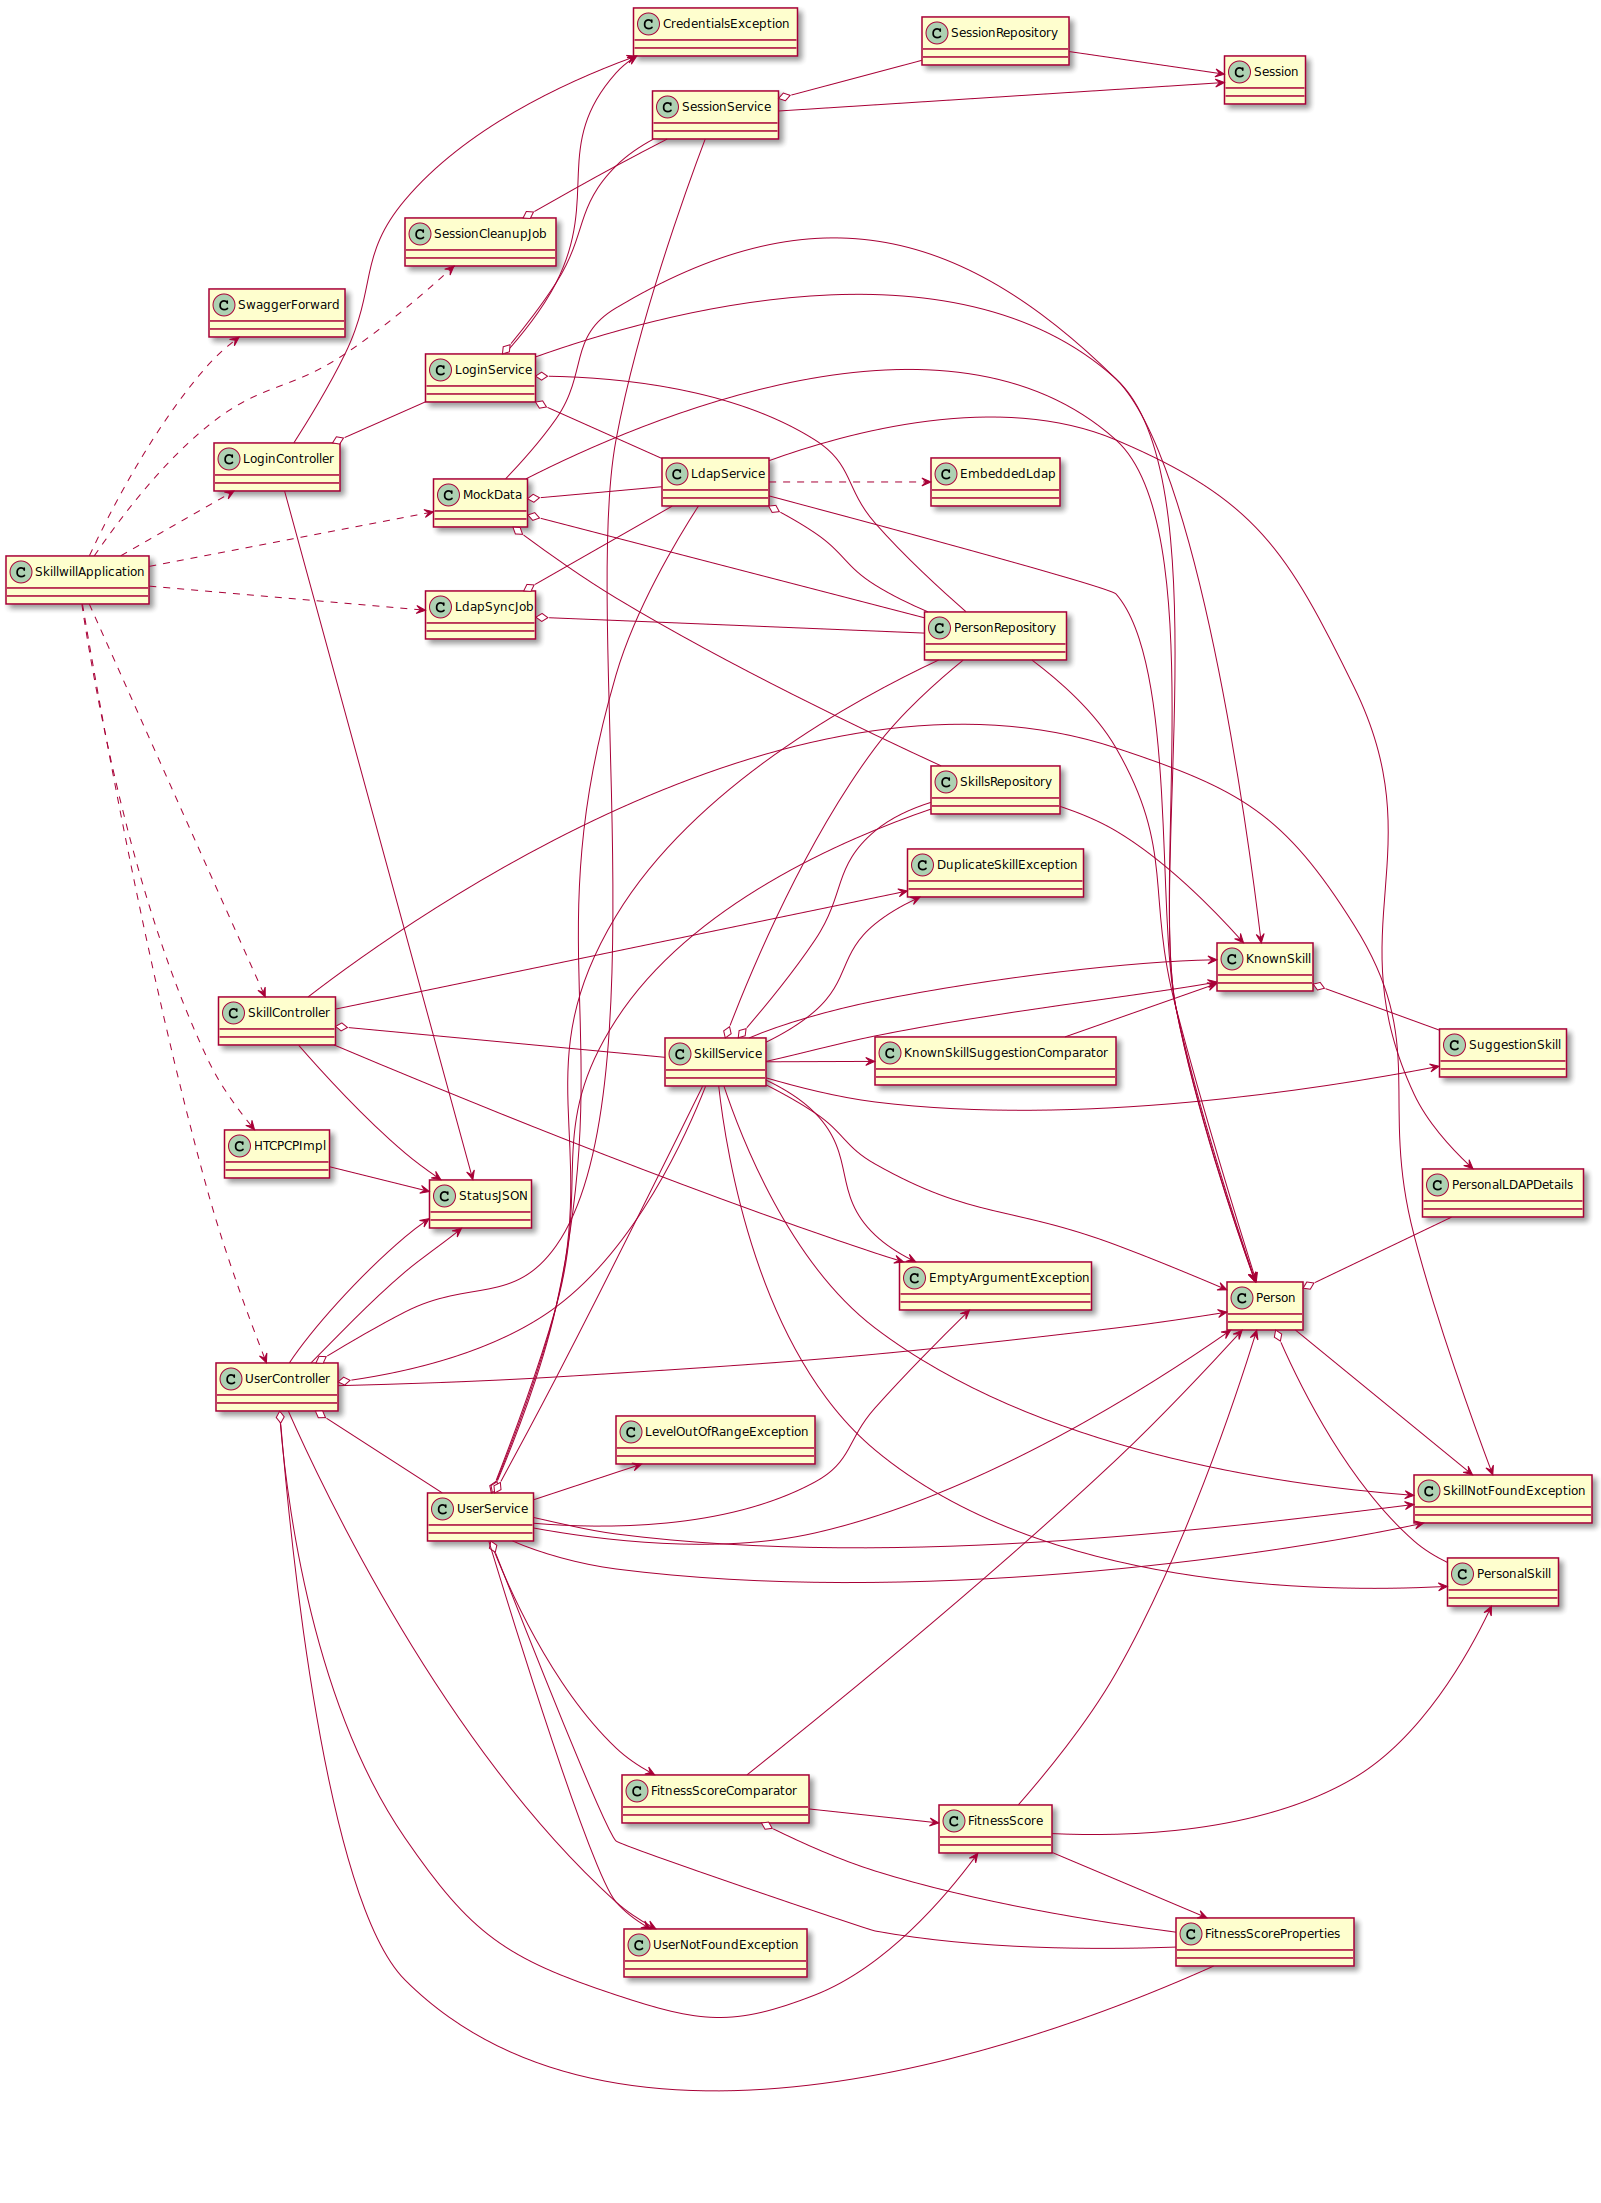 C CredentialsException
C SessionRepository
C Session
C SessionService
C SessionCleanupJob
C SwaggerForward
C LoginService
C LoginController
C LdapService
C EmbeddedLdap
C MockData
C SkillwillApplication
C LdapSyncJob
C PersonRepository
C SkillsRepository
C DuplicateSkillException
C KnownSkill
C SkillController
C SkillService
C KnownSkillSuggestionComparator
C SuggestionSkill
C HTCPCPImpl
C StatusJSON
C PersonalLDAPDetails
C EmptyArgumentException
C Person
C UserController
C LevelOutOfRangeException
C UserService
C SkillNotFoundException
C PersonalSkill
C FitnessScoreComparator
C FitnessScore
C UserNotFoundException
C FitnessScoreProperties